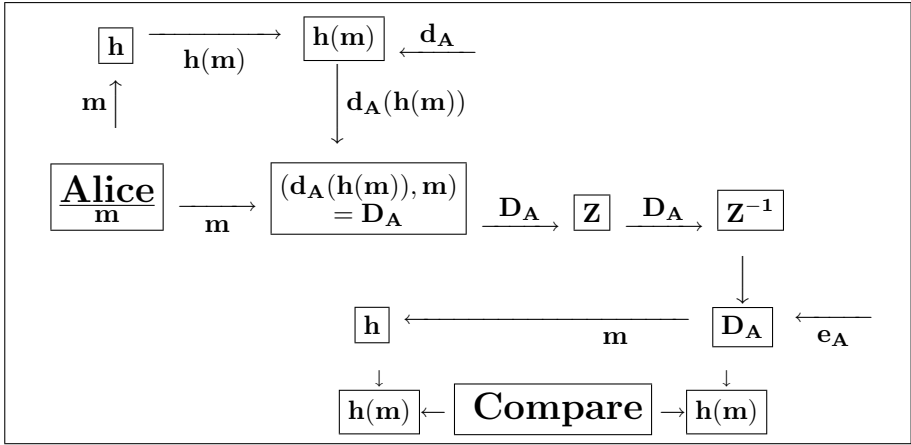 h
h(m)
h(m)
d_A
m
d_A(h(m))
Alice
m
m
(d_A(h(m)), m)
= D_A
D_A
Z
D_A
Z^{-1}
h
m
D_A
e_A
h(m)
Compare
h(m)